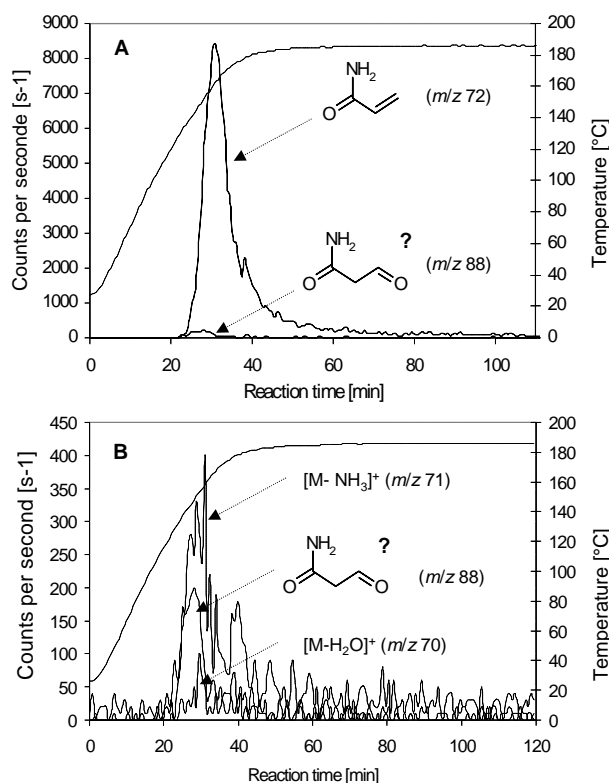 A
Counts per seconde [s-1]
9000
8000
7000
6000
5000
4000
3000
2000
1000
0
200
180
160
140
120
100
80
60
40
20
0
Temperature [°C]
NH2
O
(m/z 72)
NH2
?
O
O
(m/z 88)
0
20
40
60
80
100
Reaction time [min]
B
Counts per second [s-1]
450
400
350
300
250
200
150
100
50
0
200
180
160
140
120
100
80
60
40
20
0
Temperature [°C]
[M- NH3]+ (m/z 71)
NH2
?
O
O
(m/z 88)
[M-H2O]+ (m/z 70)
0
20
40
60
80
100
120
Reaction time [min]